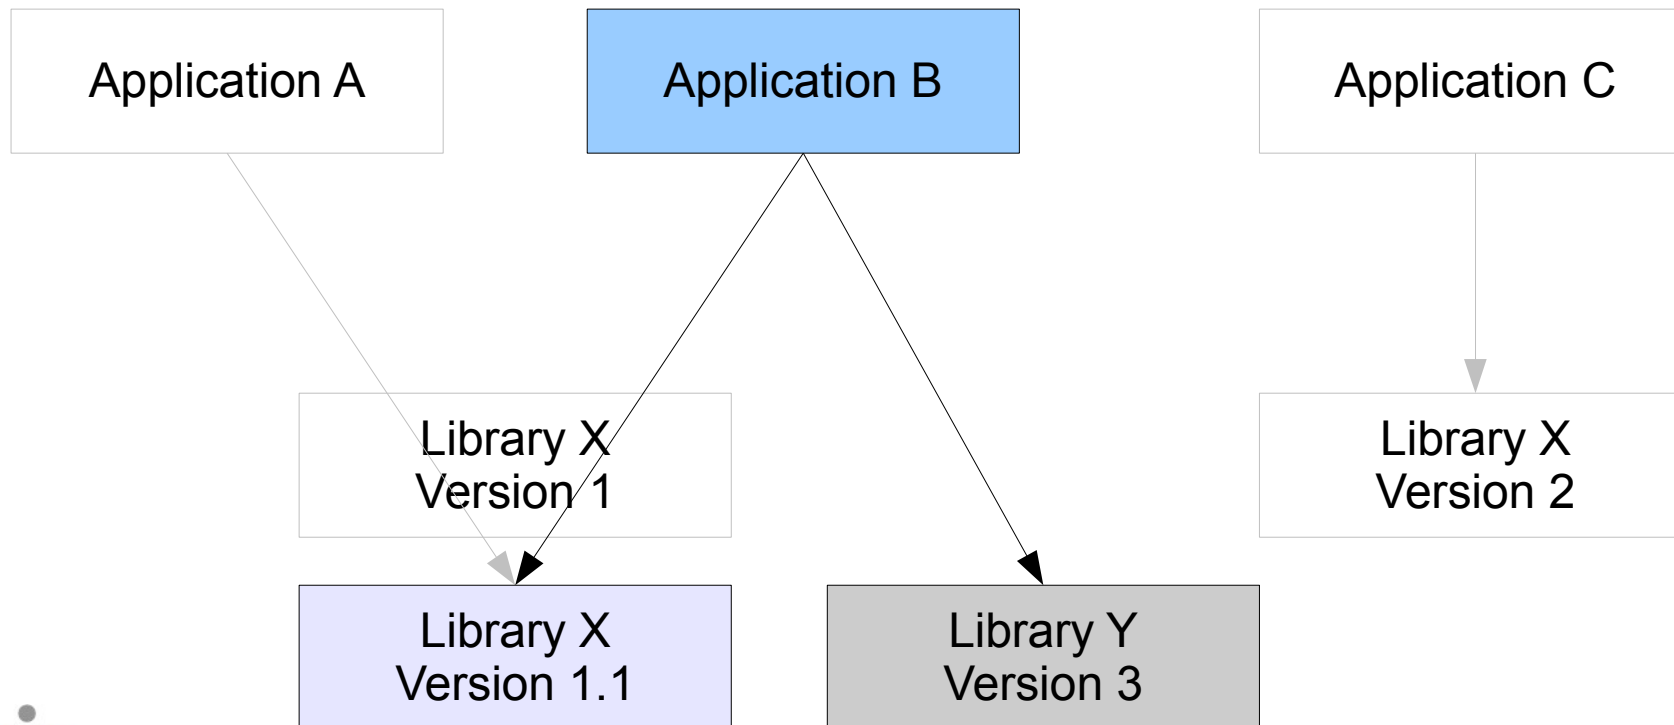 Application A
Application B
Application C
Library X
Version 1
Library X
Version 2
Library X
Version 1.1
Library Y
Version 3